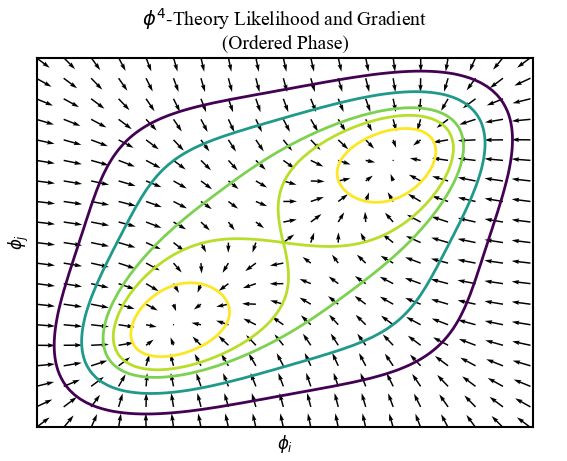 ϕ⁴-Theory Likelihood and Gradient
(Ordered Phase)
ϕⱼ
ϕᵢ